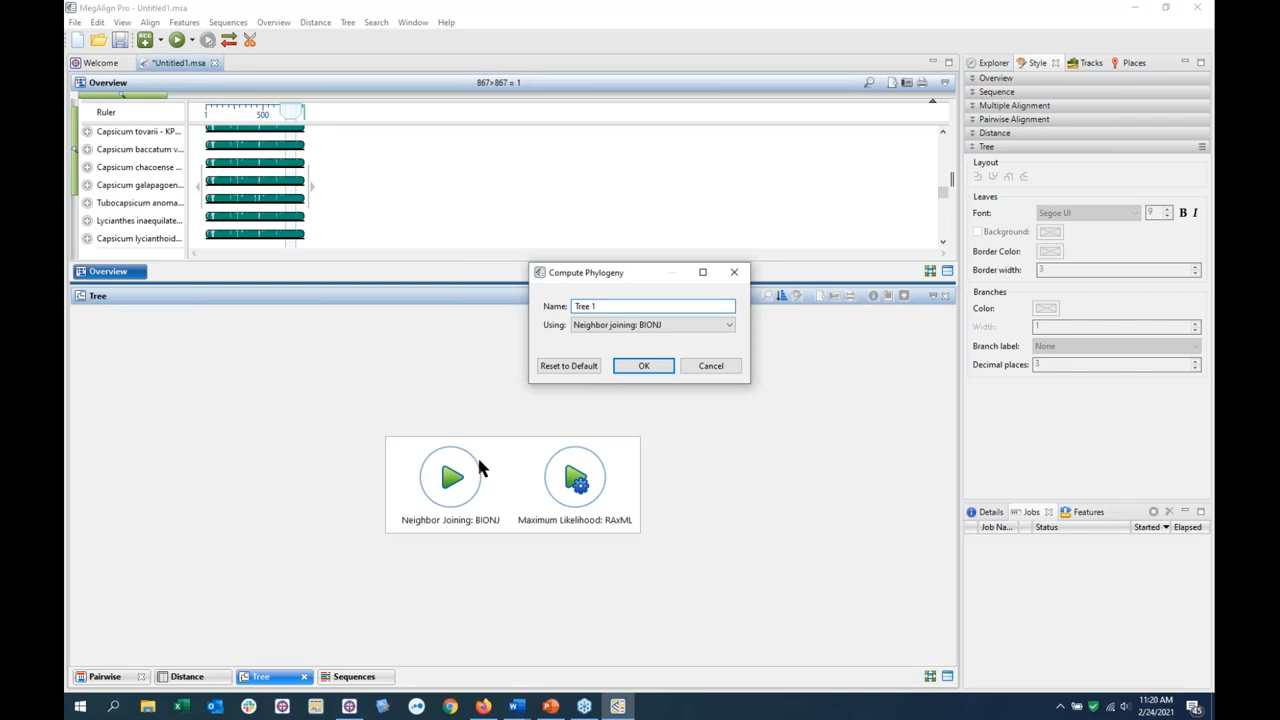 MegAlign Pro - Untitled1.msa
File Edit View Align Features Sequences Overview Distance Tree Search Window Help
Welcome *Untitled1.msa
Overview 867>867 = 1
Ruler 1 500
Capsicum tovarii - KP...
Capsicum baccatum v...
Capsicum chacoense ...
Capsicum galapagoen...
Tubocapsicum anoma...
Lycianthes inaequilate...
Capsicum lycianthoid...
Overview
Tree
Compute Phylogeny
Name: Tree 1
Using: Neighbor joining: BIONJ
Reset to Default OK Cancel
Neighbor Joining: BIONJ Maximum Likelihood: RAxML
Pairwise Distance Tree Sequences
Explorer Style Tracks Places
Overview
Sequence
Multiple Alignment
Pairwise Alignment
Distance
Tree
Layout
Leaves
Font: Segoe UI 9 B I
Background:
Border Color:
Border width: 3
Branches
Color:
Width: 1
Branch label: None
Decimal places: 3
Details Jobs Features
Job Na... Status Started Elapsed
11:20 AM
2/24/2021